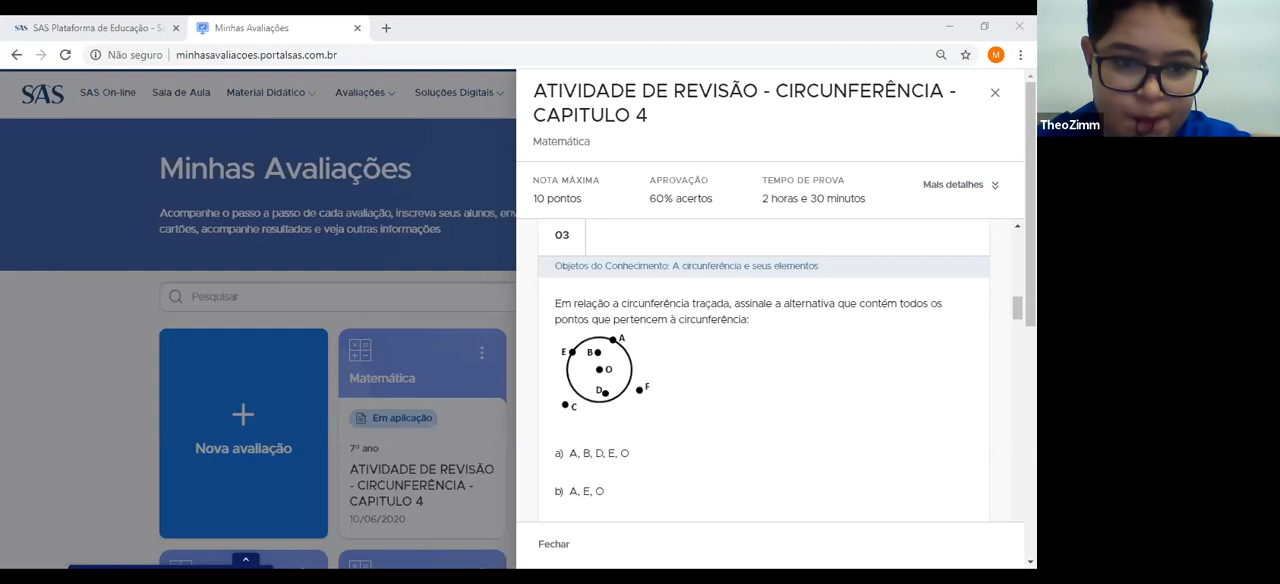 SAS SAS Plataforma de Educação - S
Minhas Avaliações
Não seguro | minhasavaliacoes.portalsas.com.br
M
SAS
SAS On-line
Sala de Aula
Material Didático
Avaliações
Soluções Digitais
Minhas Avaliações
Acompanhe o passo a passo de cada avaliação, inscreva seus alunos, env
cartões, acompanhe resultados e veja outras informações
Pesquisar
Nova avaliação
Matemática
Em aplicação
7º ano
ATIVIDADE DE REVISÃO
- CIRCUNFERÊNCIA -
CAPITULO 4
10/06/2020
ATIVIDADE DE REVISÃO - CIRCUNFERÊNCIA -
CAPITULO 4
Matemática
NOTA MÁXIMA
10 pontos
APROVAÇÃO
60% acertos
TEMPO DE PROVA
2 horas e 30 minutos
Mais detalhes
03
Objetos do Conhecimento: A circunferência e seus elementos
Em relação a circunferência traçada, assinale a alternativa que contém todos os
pontos que pertencem à circunferência:
A
E
B
O
D
F
C
a) A, B, D, E, O
b) A, E, O
Fechar
TheoZimm